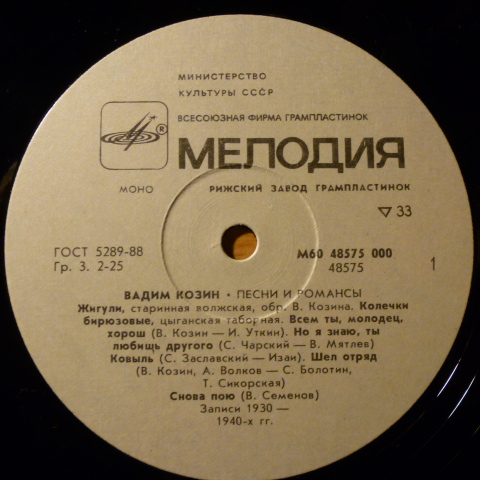 МИНИСТЕРСТВО
КУЛЬТУРЫ СССР
ВСЕСОЮЗНАЯ ФИРМА ГРАМПЛАСТИНОК
®
МЕЛОДИЯ
МОНО РИЖСКИЙ ЗАВОД ГРАМПЛАСТИНОК
▽ 33
ГОСТ 5289-88 М60 48575 000
Гр. 3. 2-25 48575 1
ВАДИМ КОЗИН • ПЕСНИ И РОМАНСЫ
Жигули, старинная волжская, обр. В. Козина. Колечки
бирюзовые, цыганская таборная. Всем ты, молодец,
хорош (В. Козин — И. Уткин). Но я знаю, ты
любишь другого (С. Чарский — В. Мятлев)
Ковыль (С. Заславский — Изаи). Шел отряд
(В. Козин, А. Волков — С. Болотин,
Т. Сикорская)
Снова пою (В. Семенов)
Записи 1930 —
1940-х гг.